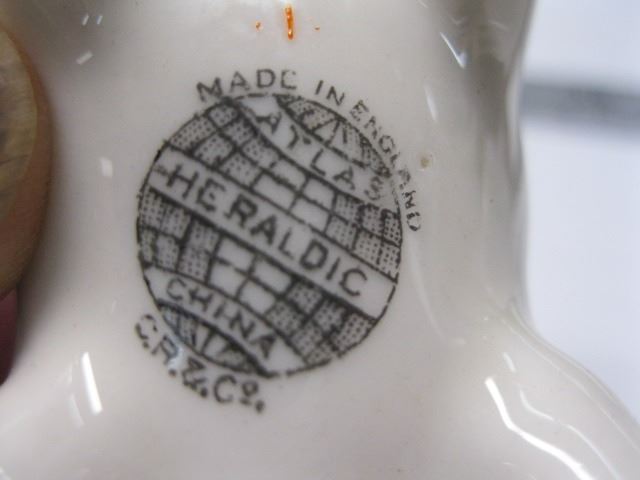 MADE IN ENGLAND
ATLAS
HERALDIC
CHINA
C.R.& Co.